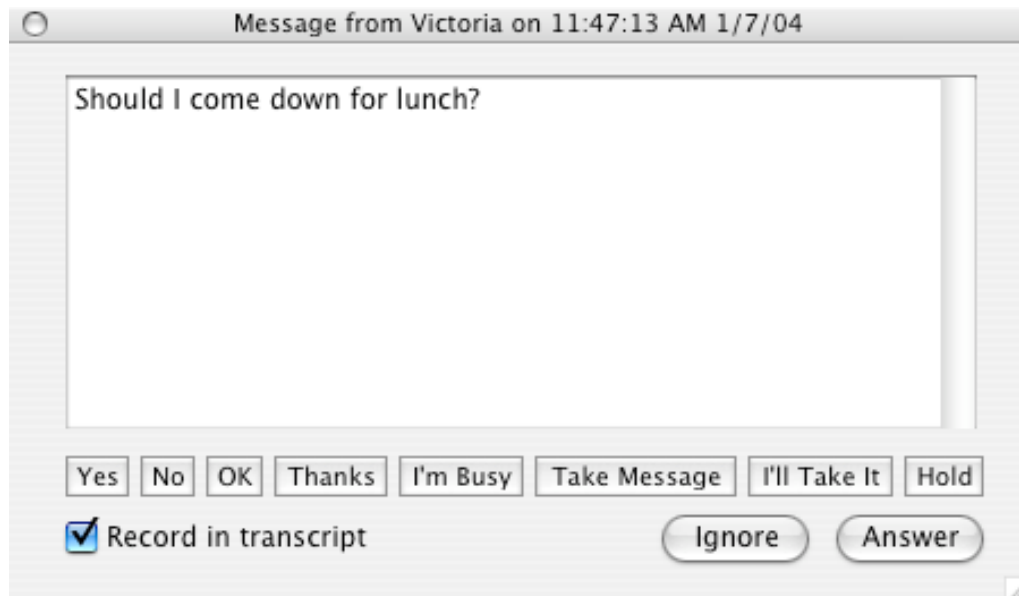 Message from Victoria on 11:47:13 AM 1/7/04
Should I come down for lunch?
Yes No OK Thanks I'm Busy Take Message I'll Take It Hold
Record in transcript Ignore Answer